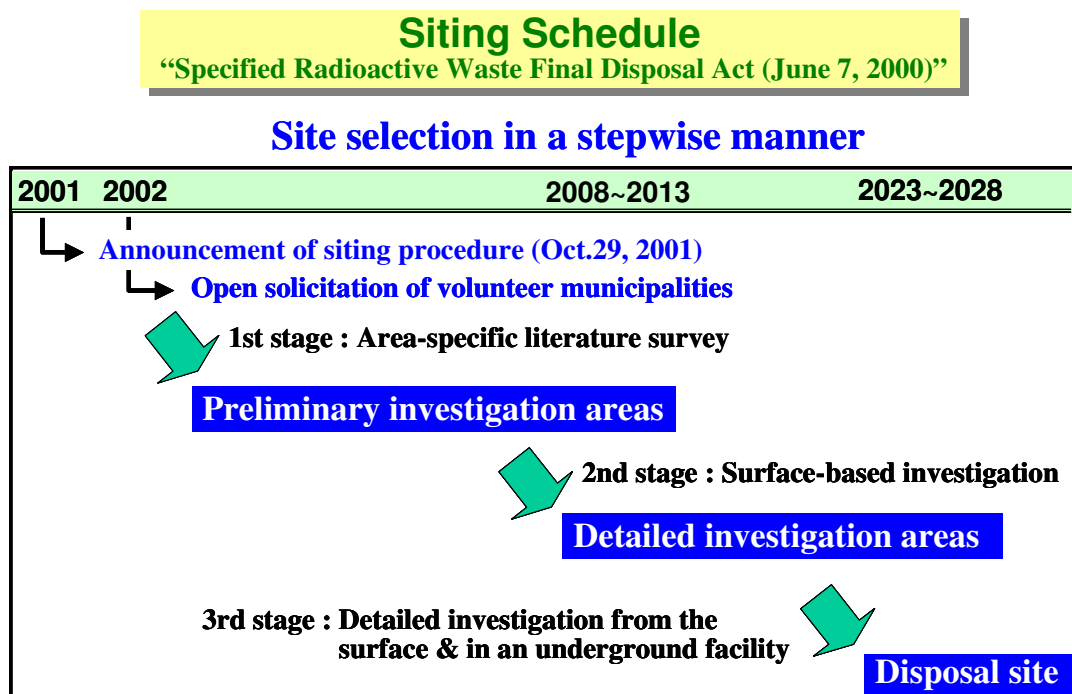 Siting Schedule
“Specified Radioactive Waste Final Disposal Act (June 7, 2000)”
Site selection in a stepwise manner
2001 2002 2008~2013 2023~2028
Announcement of siting procedure (Oct.29, 2001)
Open solicitation of volunteer municipalities
1st stage : Area-specific literature survey
Preliminary investigation areas
2nd stage : Surface-based investigation
Detailed investigation areas
3rd stage : Detailed investigation from the
surface & in an underground facility
Disposal site